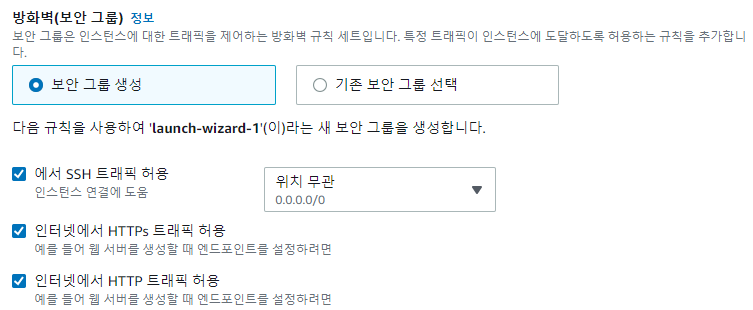 방화벽(보안 그룹) 정보
보안 그룹은 인스턴스에 대한 트래픽을 제어하는 방화벽 규칙 세트입니다. 특정 트래픽이 인스턴스에 도달하도록 허용하는 규칙을 추가합니
다.
보안 그룹 생성
기존 보안 그룹 선택
다음 규칙을 사용하여 'launch-wizard-1'(이)라는 새 보안 그룹을 생성합니다.
에서 SSH 트래픽 허용
인스턴스 연결에 도움
위치 무관
0.0.0.0/0
인터넷에서 HTTPs 트래픽 허용
예를 들어 웹 서버를 생성할 때 엔드포인트를 설정하려면
인터넷에서 HTTP 트래픽 허용
예를 들어 웹 서버를 생성할 때 엔드포인트를 설정하려면